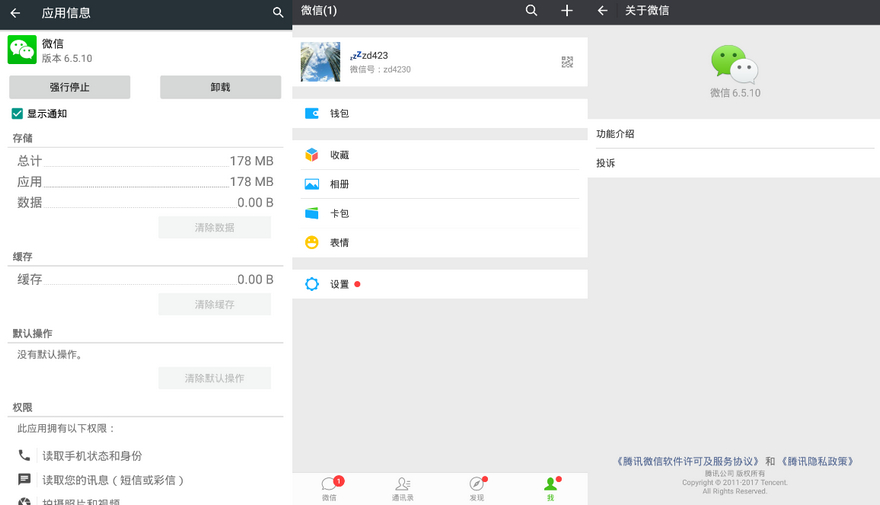 应用信息
微信
版本 6.5.10
强行停止
卸载
显示通知
存储
总计 178 MB
应用 178 MB
数据 0.00 B
清除数据
缓存
缓存 0.00 B
清除缓存
默认操作
没有默认操作。
清除默认操作
权限
此应用拥有以下权限：
读取手机状态和身份
读取您的讯息（短信或彩信）
拍摄照片和视频
微信(1)
zzZzd423
微信号：zd4230
钱包
收藏
相册
卡包
表情
设置
1
微信
通讯录
发现
我
关于微信
微信 6.5.10
功能介绍
投诉
《腾讯微信软件许可及服务协议》 和 《腾讯隐私政策》
腾讯公司 版权所有
Copyright © 2011-2017 Tencent.
All Rights Reserved.